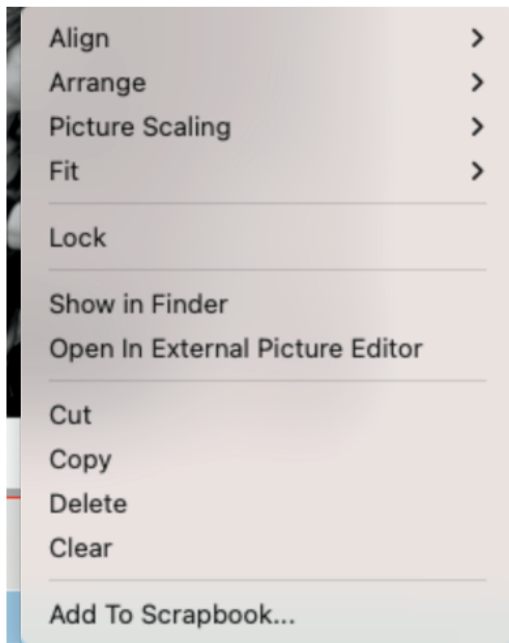 Align
Arrange
Picture Scaling
Fit
Lock
Show in Finder
Open In External Picture Editor
Cut
Copy
Delete
Clear
Add To Scrapbook...